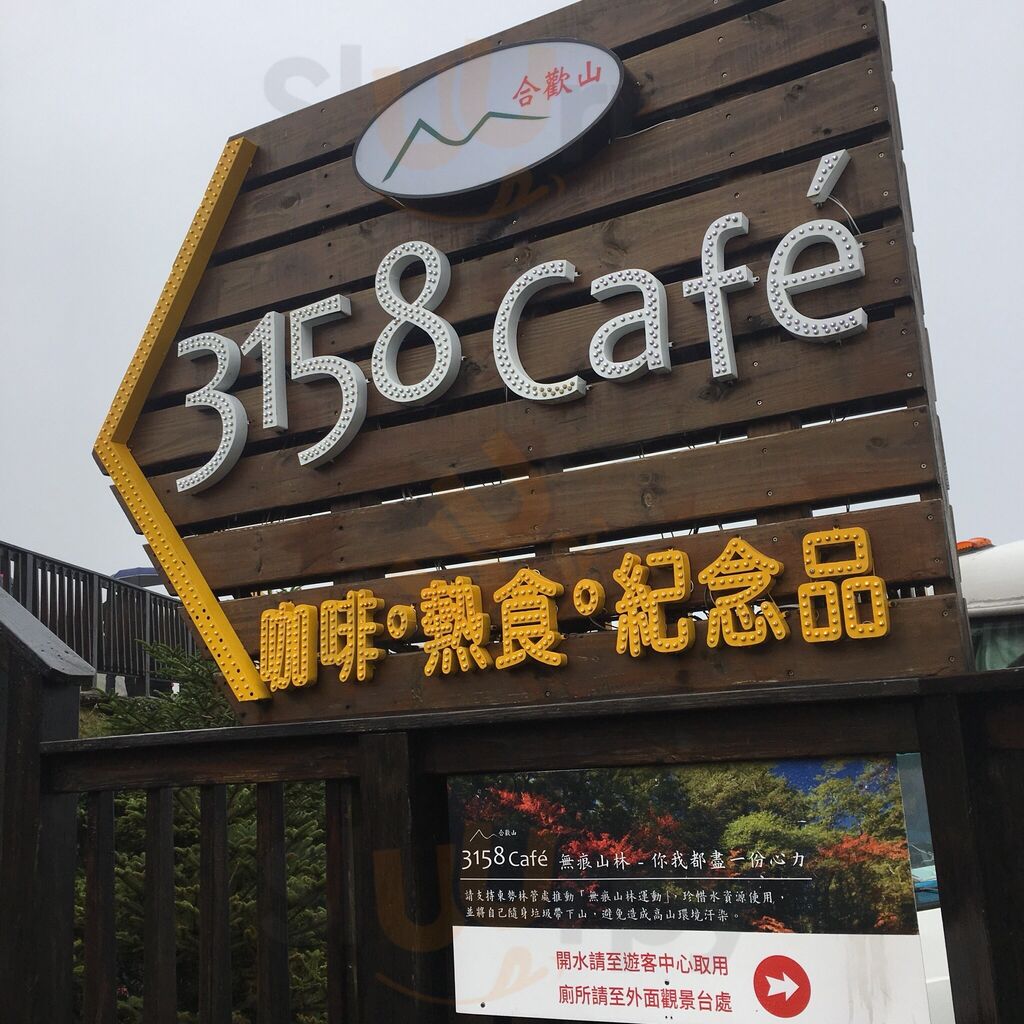 合歡山
3158 café
咖啡•熱食•紀念品
合歡山
3158 café 無痕山林 - 你我都盡一份心力
請支持東勢林管處推動「無痕山林運動」，珍惜水資源使用，
並將自己隨身垃圾帶下山，避免造成高山環境汙染。
開水請至遊客中心取用
廁所請至外面觀景台處